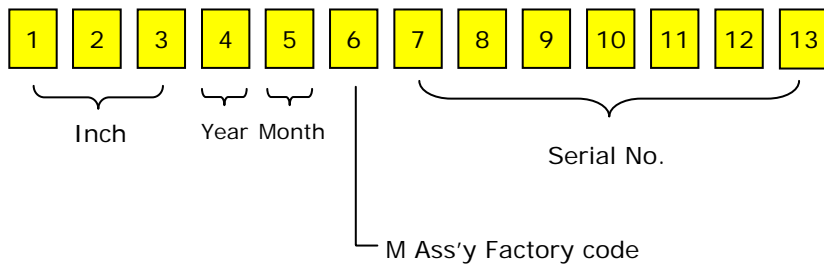 1 2 3 4 5 6 7 8 9 10 11 12 13
Inch Year Month
Serial No.
M Ass'y Factory code